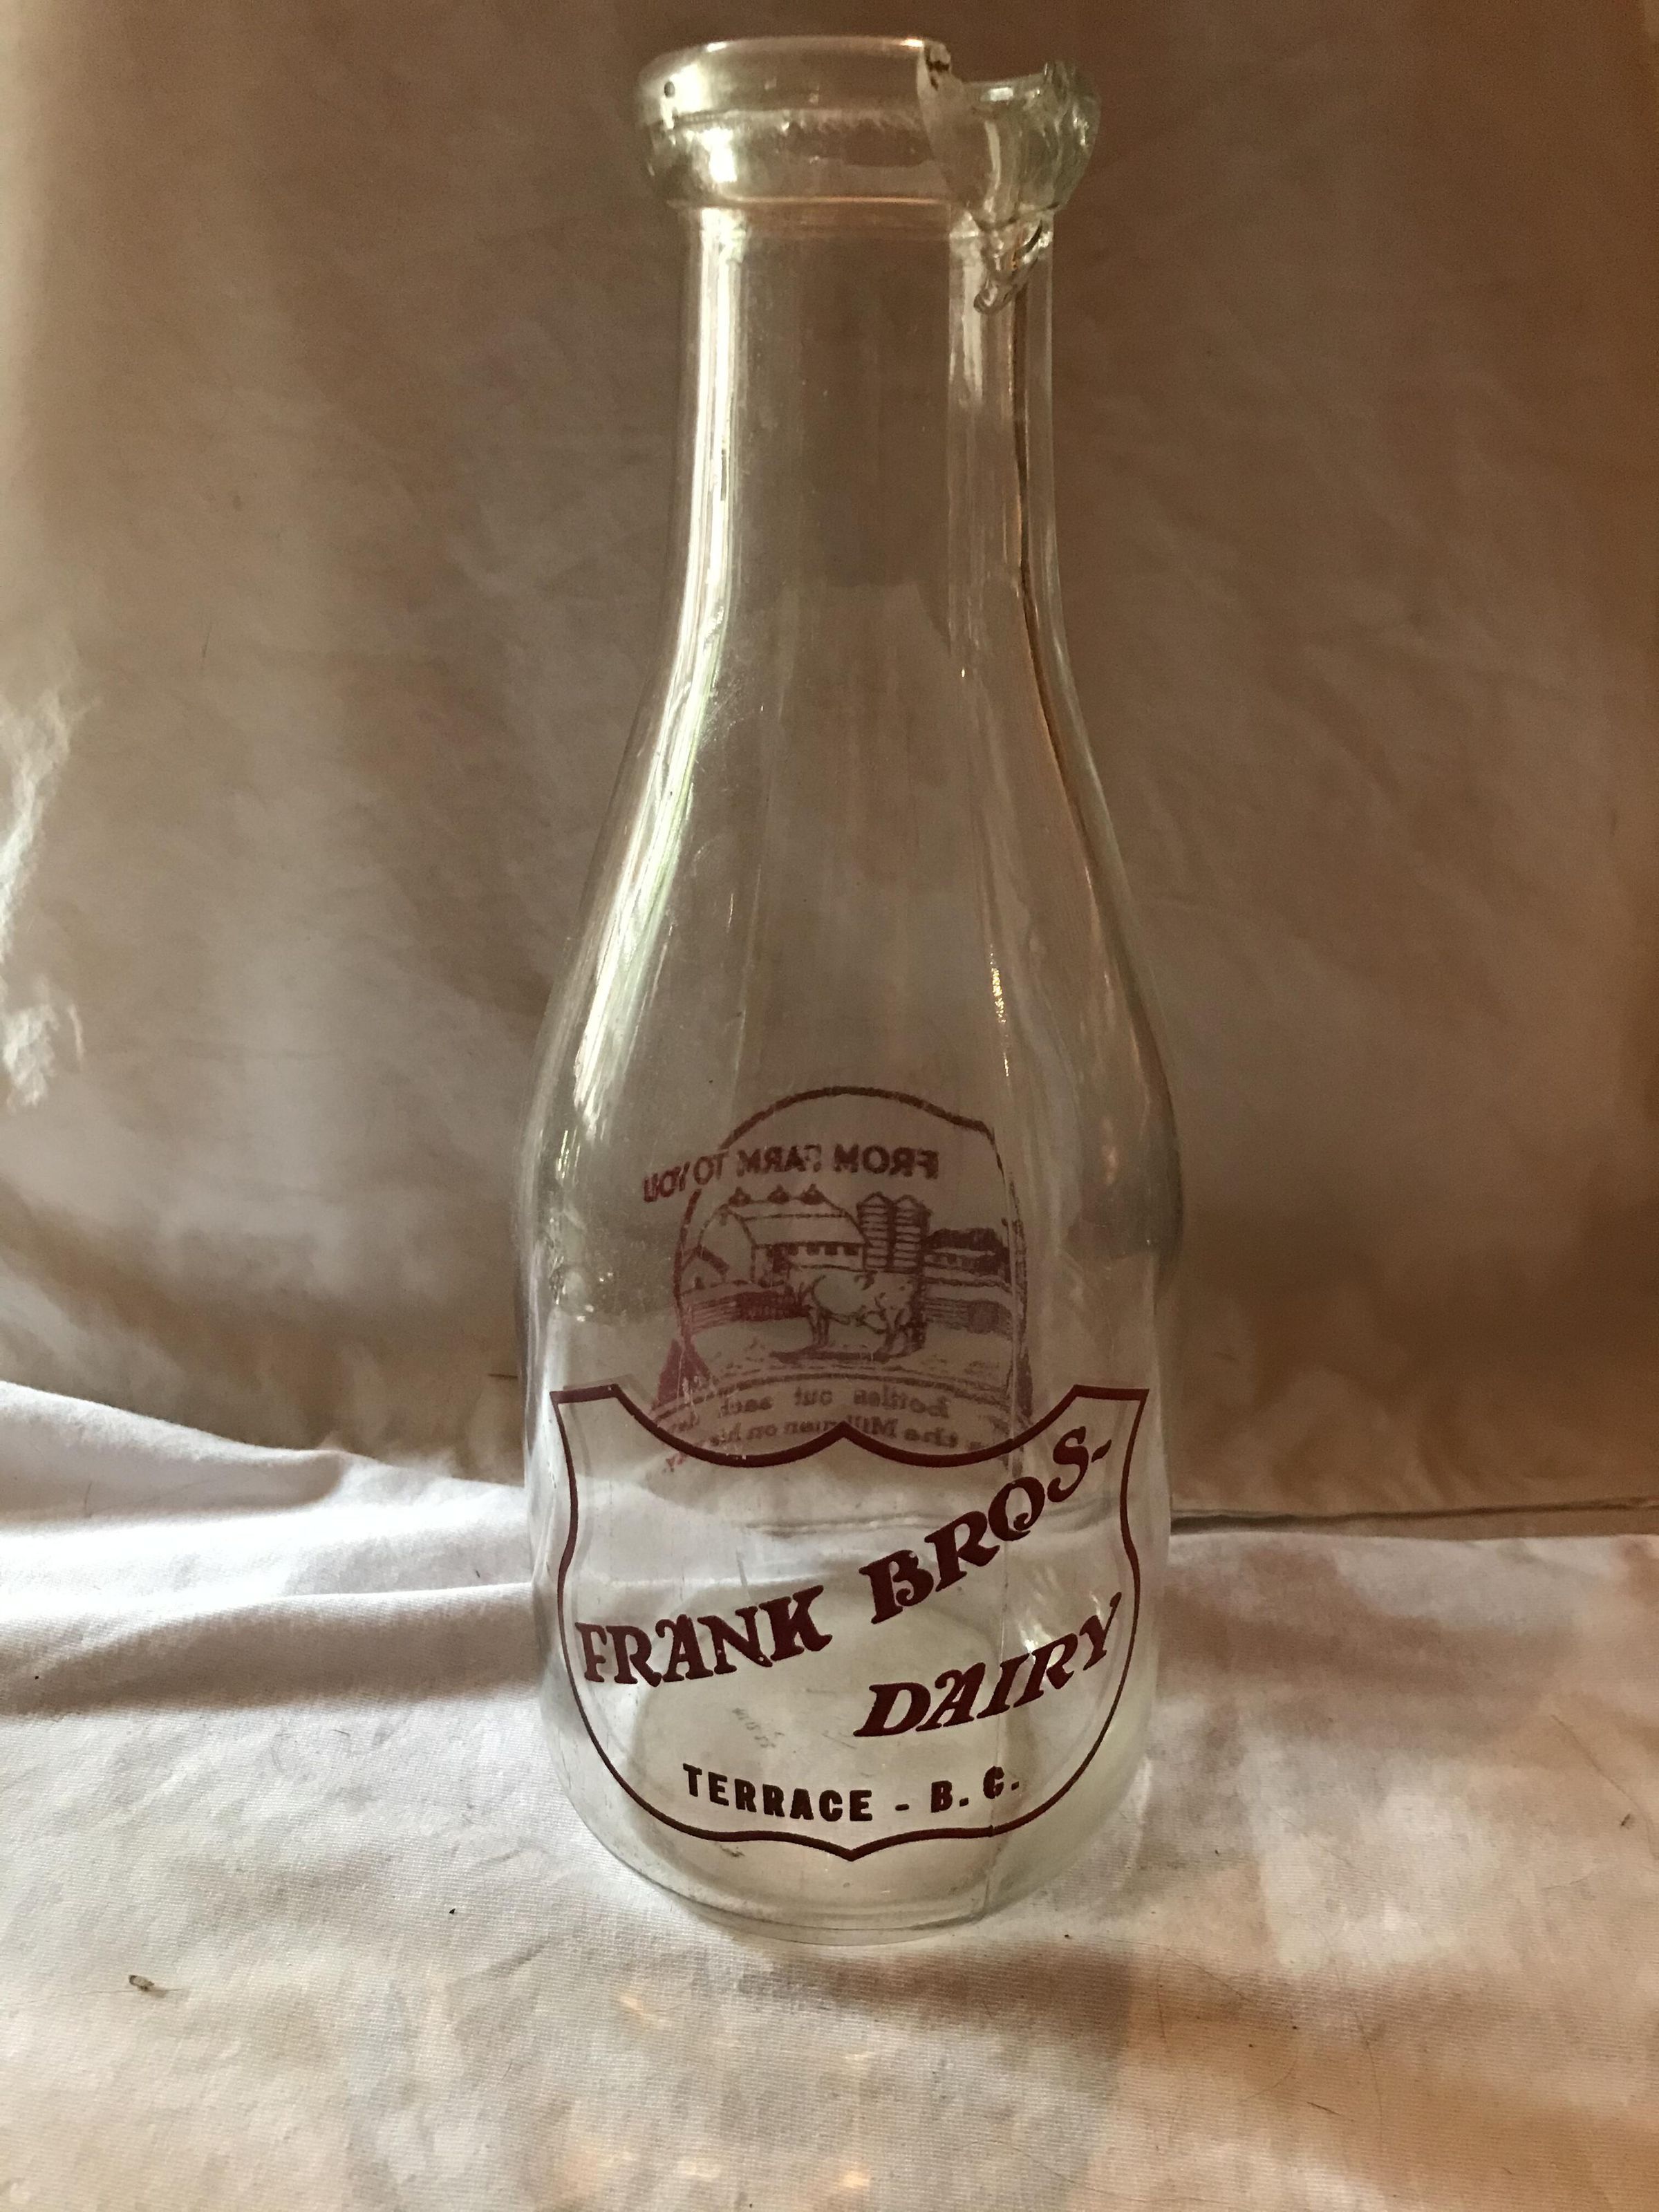 FROM FARM TO YOU
bottles out each
the Milkman on his
FRANK BROS-
DAIRY
TERRACE - B. C.